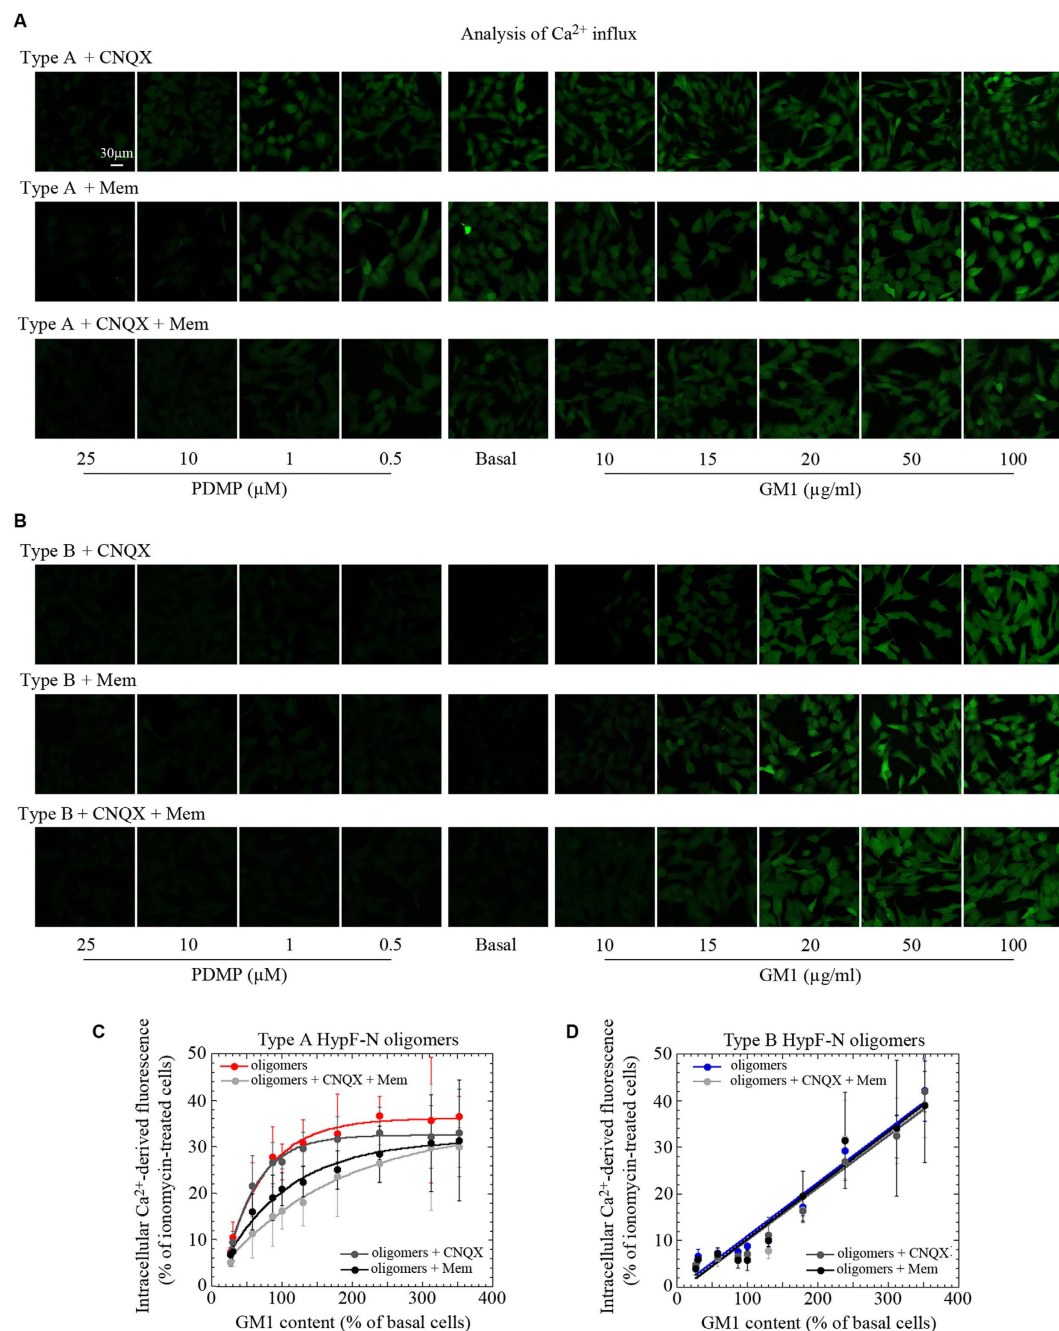 A
Analysis of Ca²⁺ influx
Type A + CNQX
30µm
Type A + Mem
Type A + CNQX + Mem
25 10 1 0.5 Basal 10 15 20 50 100
PDMP (µM) GM1 (µg/ml)
B
Type B + CNQX
Type B + Mem
Type B + CNQX + Mem
25 10 1 0.5 Basal 10 15 20 50 100
PDMP (µM) GM1 (µg/ml)
C
Type A HypF-N oligomers
Intracellular Ca²⁺-derived fluorescence
(% of ionomycin-treated cells)
50
40
30
20
10
0
oligomers
oligomers + CNQX + Mem
oligomers + CNQX
oligomers + Mem
0 100 200 300 400
GM1 content (% of basal cells)
D
Type B HypF-N oligomers
Intracellular Ca²⁺-derived fluorescence
(% of ionomycin-treated cells)
50
40
30
20
10
0
oligomers
oligomers + CNQX + Mem
oligomers + CNQX
oligomers + Mem
0 100 200 300 400
GM1 content (% of basal cells)